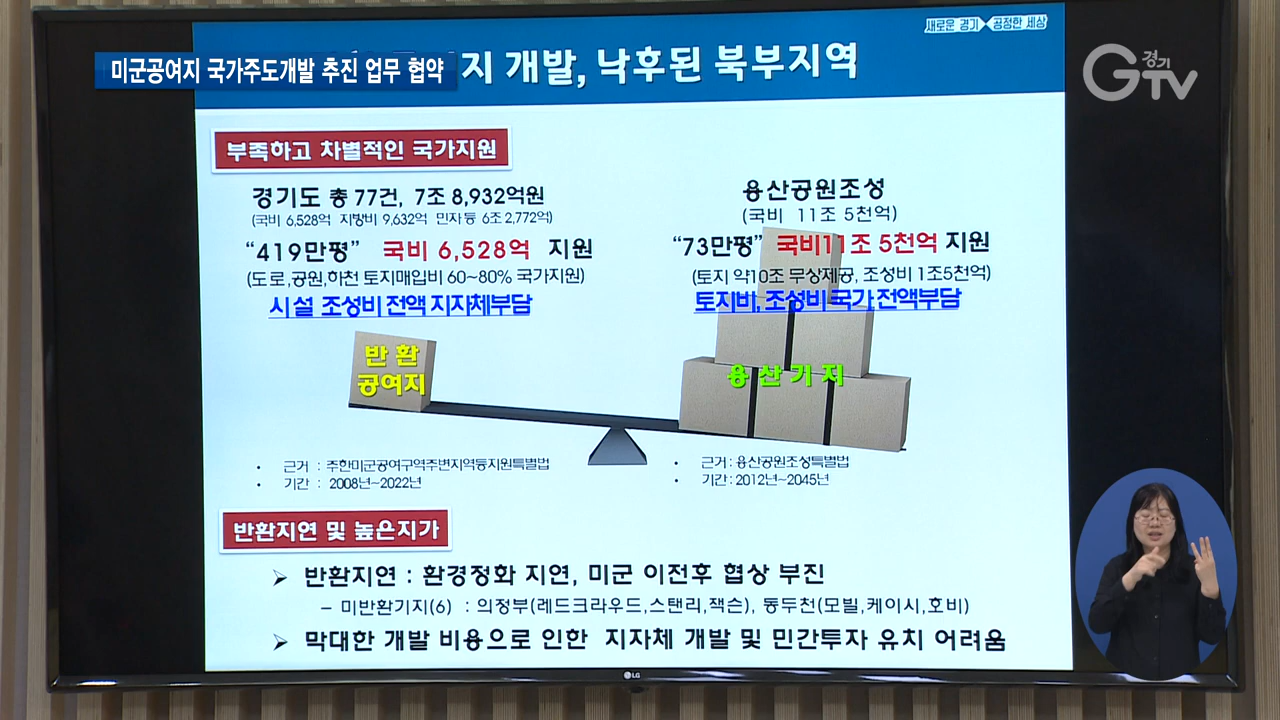 새로운 경기 공정한 세상
경기
GTV
미군공여지 국가주도개발 추진 업무 협약
지 개발, 낙후된 북부지역
부족하고 차별적인 국가지원
경기도 총 77건, 7조 8,932억원
(국비 6,528억 지방비 9,632억 민자 등 6조 2,772억)
“419만평” 국비 6,528억 지원
(도로,공원,하천 토지매입비 60~80% 국가지원)
시설 조성비 전액 지자체부담
용산공원조성
(국비 11조 5천억)
“73만평” 국비11조 5천억 지원
(토지 약10조 무상제공, 조성비 1조5천억)
토지비, 조성비 국가 전액부담
반 환
공여지
용 산 기 지
• 근거 : 주한미군공여구역주변지역등지원특별법
• 기간 : 2008년~2022년
• 근거 : 용산공원조성특별법
• 기간 : 2012년~2045년
반환지연 및 높은지가
➢ 반환지연 : 환경정화 지연, 미군 이전후 협상 부진
– 미반환기지(6) : 의정부(레드크라우드,스탠리,잭슨), 동두천(모빌,케이시,호비)
➢ 막대한 개발 비용으로 인한 지자체 개발 및 민간투자 유치 어려움
LG